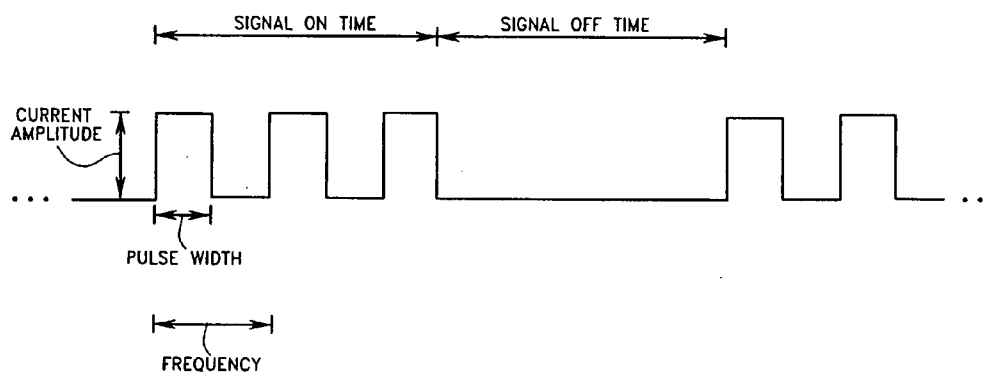 SIGNAL ON TIME
SIGNAL OFF TIME
CURRENT
AMPLITUDE
PULSE WIDTH
FREQUENCY